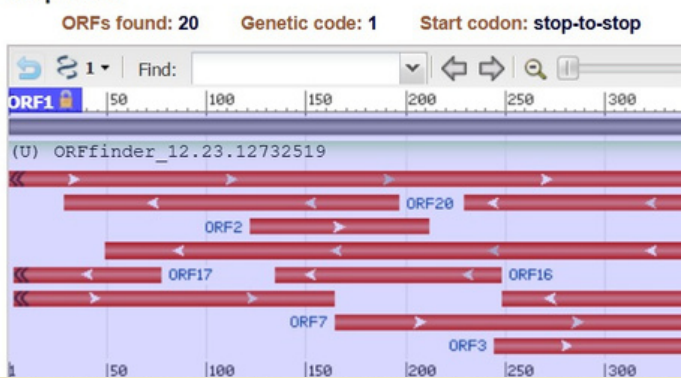 ORFs found: 20 Genetic code: 1 Start codon: stop-to-stop
1 Find:
ORF1 50 100 150 200 250 300
(U) ORFfinder_12.23.12732519
ORF20
ORF2
ORF17 ORF16
ORF7
ORF3
1 50 100 150 200 250 300